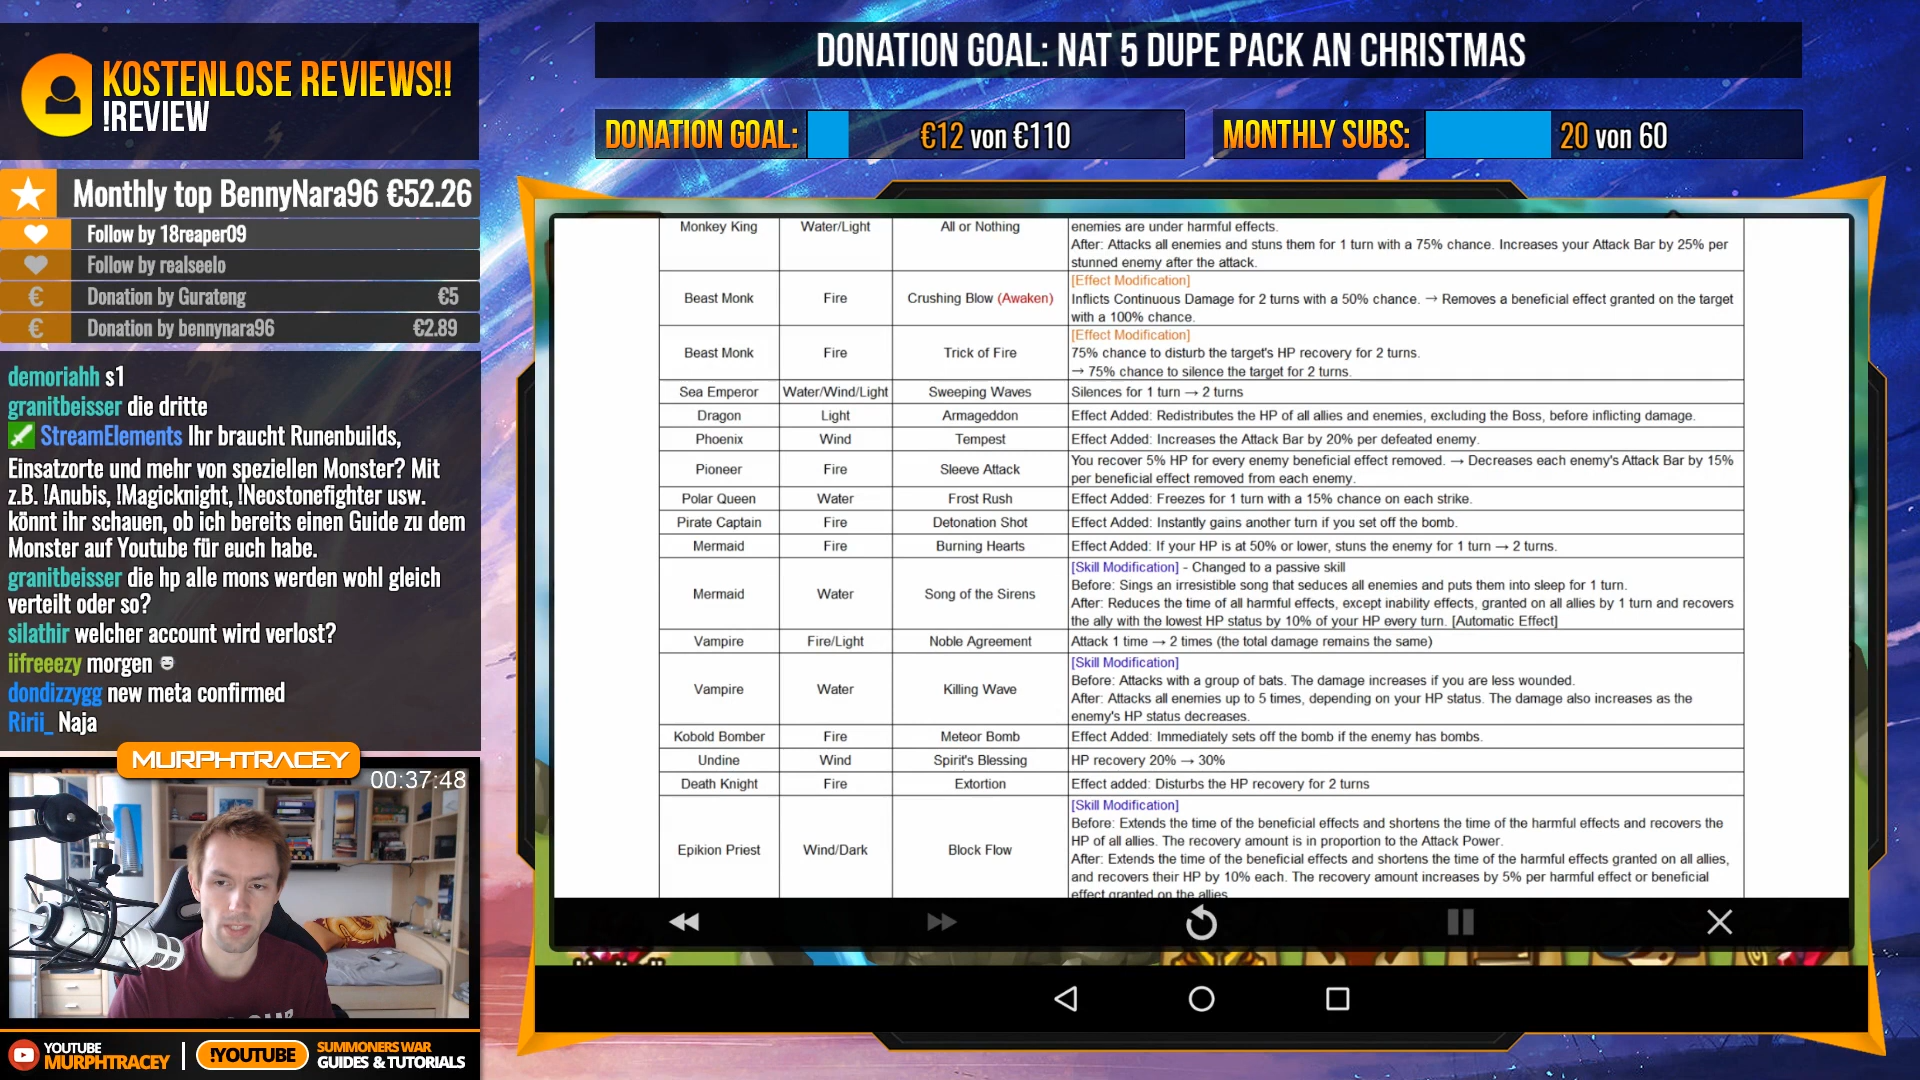 KOSTENLOSE REVIEWS!!
!REVIEW
Monthly top BennyNara96 €52.26
Follow by 18reaper09
Follow by realseelo
€ Donation by Gurateng €5
€ Donation by bennynara96 €2.89
demoriahh s1
granitbeisser die dritte
StreamElements Ihr braucht Runenbuilds,
Einsatzorte und mehr von speziellen Monster? Mit
z.B. !Anubis, !Magicknight, !Neostonefighter usw.
könnt ihr schauen, ob ich bereits einen Guide zu dem
Monster auf Youtube für euch habe.
granitbeisser die hp alle mons werden wohl gleich
verteilt oder so?
silathir welcher account wird verlost?
iifreeezy morgen
dondizzygg new meta confirmed
Ririi_ Naja
MURPHTRACEY
00:37:48
YOUTUBE
MURPHTRACEY
!YOUTUBE
SUMMONERS WAR
GUIDES & TUTORIALS
DONATION GOAL: NAT 5 DUPE PACK AN CHRISTMAS
DONATION GOAL: €12 von €110
MONTHLY SUBS: 20 von 60
Monkey King Water/Light All or Nothing enemies are under harmful effects.
After: Attacks all enemies and stuns them for 1 turn with a 75% chance. Increases your Attack Bar by 25% per
stunned enemy after the attack.
[Effect Modification]
Beast Monk Fire Crushing Blow (Awaken) Inflicts Continuous Damage for 2 turns with a 50% chance. → Removes a beneficial effect granted on the target
with a 100% chance.
[Effect Modification]
Beast Monk Fire Trick of Fire 75% chance to disturb the target's HP recovery for 2 turns.
→ 75% chance to silence the target for 2 turns.
Sea Emperor Water/Wind/Light Sweeping Waves Silences for 1 turn → 2 turns
Dragon Light Armageddon Effect Added: Redistributes the HP of all allies and enemies, excluding the Boss, before inflicting damage.
Phoenix Wind Tempest Effect Added: Increases the Attack Bar by 20% per defeated enemy.
Pioneer Fire Sleeve Attack You recover 5% HP for every enemy beneficial effect removed. → Decreases each enemy's Attack Bar by 15%
per beneficial effect removed from each enemy.
Polar Queen Water Frost Rush Effect Added: Freezes for 1 turn with a 15% chance on each strike.
Pirate Captain Fire Detonation Shot Effect Added: Instantly gains another turn if you set off the bomb.
Mermaid Fire Burning Hearts Effect Added: If your HP is at 50% or lower, stuns the enemy for 1 turn → 2 turns.
[Skill Modification] - Changed to a passive skill
Before: Sings an irresistible song that seduces all enemies and puts them into sleep for 1 turn.
Mermaid Water Song of the Sirens After: Reduces the time of all harmful effects, except inability effects, granted on all allies by 1 turn and recovers
the ally with the lowest HP status by 10% of your HP every turn. [Automatic Effect]
Vampire Fire/Light Noble Agreement Attack 1 time → 2 times (the total damage remains the same)
[Skill Modification]
Before: Attacks with a group of bats. The damage increases if you are less wounded.
Vampire Water Killing Wave After: Attacks all enemies up to 5 times, depending on your HP status. The damage also increases as the
enemy's HP status decreases.
Kobold Bomber Fire Meteor Bomb Effect Added: Immediately sets off the bomb if the enemy has bombs.
Undine Wind Spirit's Blessing HP recovery 20% → 30%
Death Knight Fire Extortion Effect added: Disturbs the HP recovery for 2 turns
[Skill Modification]
Before: Extends the time of the beneficial effects and shortens the time of the harmful effects and recovers the
HP of all allies. The recovery amount is in proportion to the Attack Power.
Epikion Priest Wind/Dark Block Flow After: Extends the time of the beneficial effects and shortens the time of the harmful effects granted on all allies,
and recovers their HP by 10% each. The recovery amount increases by 5% per harmful effect or beneficial
effect granted on the allies.